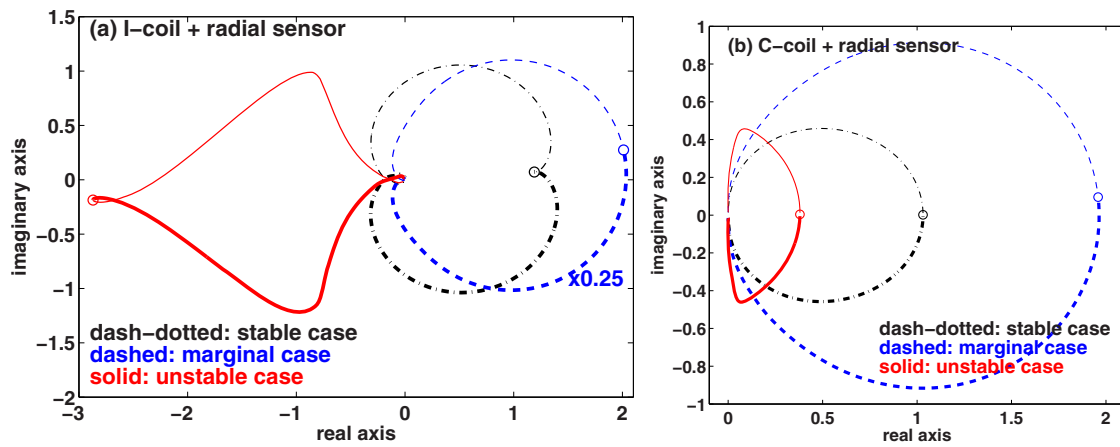 (a) I-coil + radial sensor
1.5
1
0.5
0
-0.5
-1
-1.5
-2
imaginary axis
x0.25
dash-dotted: stable case
dashed: marginal case
solid: unstable case
-3
-2
-1
0
1
2
real axis
(b) C-coil + radial sensor
1
0.8
0.6
0.4
0.2
0
-0.2
-0.4
-0.6
-0.8
-1
imaginary axis
dash-dotted: stable case
dashed: marginal case
solid: unstable case
0
0.5
1
1.5
2
real axis